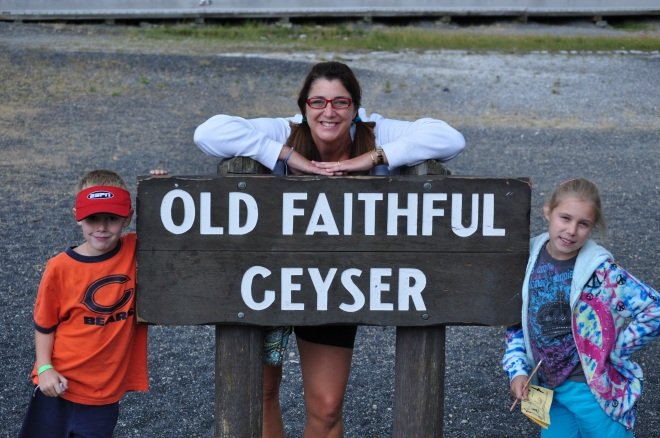 OLD FAITHFUL
GEYSER
ESPN
BEARS